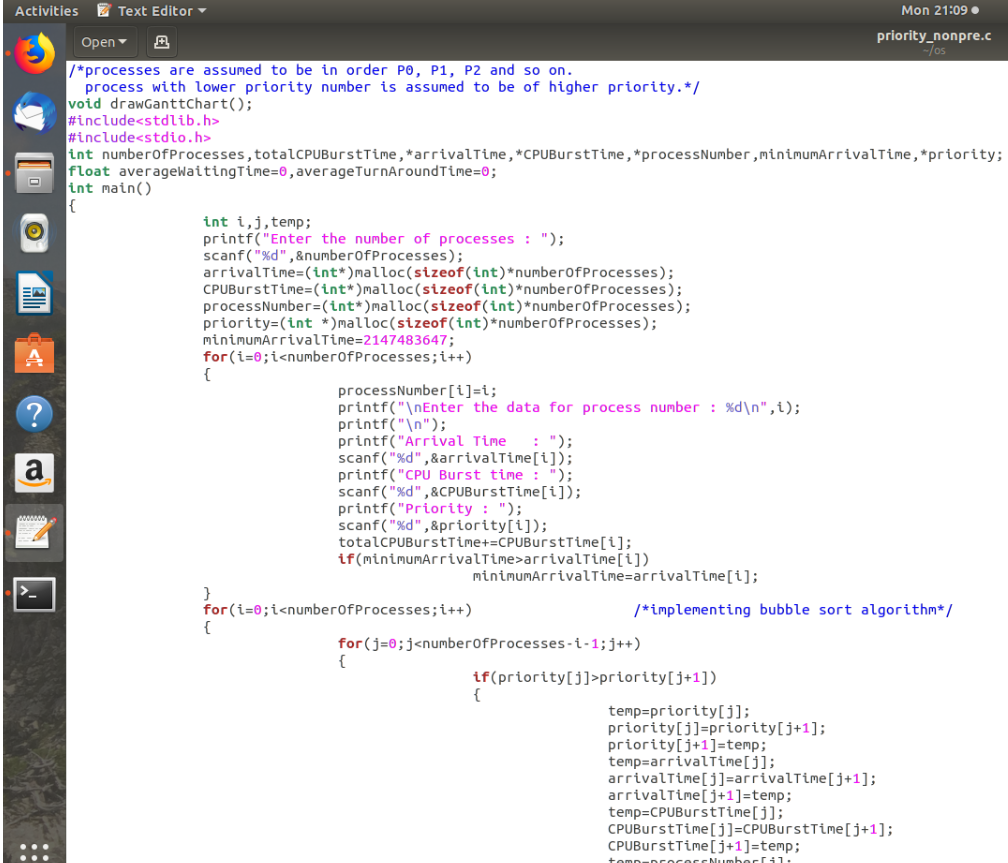 Activities Text Editor Mon 21:09
Open priority_nonpre.c
~/os
/*processes are assumed to be in order P0, P1, P2 and so on.
  process with lower priority number is assumed to be of higher priority.*/
void drawGanttChart();
#include<stdlib.h>
#include<stdio.h>
int numberOfProcesses,totalCPUBurstTime,*arrivalTime,*CPUBurstTime,*processNumber,minimumArrivalTime,*priority;
float averageWaitingTime=0,averageTurnAroundTime=0;
int main()
{
                int i,j,temp;
                printf("Enter the number of processes : ");
                scanf("%d",&numberOfProcesses);
                arrivalTime=(int*)malloc(sizeof(int)*numberOfProcesses);
                CPUBurstTime=(int*)malloc(sizeof(int)*numberOfProcesses);
                processNumber=(int*)malloc(sizeof(int)*numberOfProcesses);
                priority=(int *)malloc(sizeof(int)*numberOfProcesses);
                minimumArrivalTime=2147483647;
                for(i=0;i<numberOfProcesses;i++)
                {
                                processNumber[i]=i;
                                printf("\nEnter the data for process number : %d\n",i);
                                printf("\n");
                                printf("Arrival Time   : ");
                                scanf("%d",&arrivalTime[i]);
                                printf("CPU Burst time : ");
                                scanf("%d",&CPUBurstTime[i]);
                                printf("Priority : ");
                                scanf("%d",&priority[i]);
                                totalCPUBurstTime+=CPUBurstTime[i];
                                if(minimumArrivalTime>arrivalTime[i])
                                                minimumArrivalTime=arrivalTime[i];
                }
                for(i=0;i<numberOfProcesses;i++)                   /*implementing bubble sort algorithm*/
                {
                                for(j=0;j<numberOfProcesses-i-1;j++)
                                {
                                                if(priority[j]>priority[j+1])
                                                {
                                                                temp=priority[j];
                                                                priority[j]=priority[j+1];
                                                                priority[j+1]=temp;
                                                                temp=arrivalTime[j];
                                                                arrivalTime[j]=arrivalTime[j+1];
                                                                arrivalTime[j+1]=temp;
                                                                temp=CPUBurstTime[j];
                                                                CPUBurstTime[j]=CPUBurstTime[j+1];
                                                                CPUBurstTime[j+1]=temp;
                                                                temp=processNumber[j];